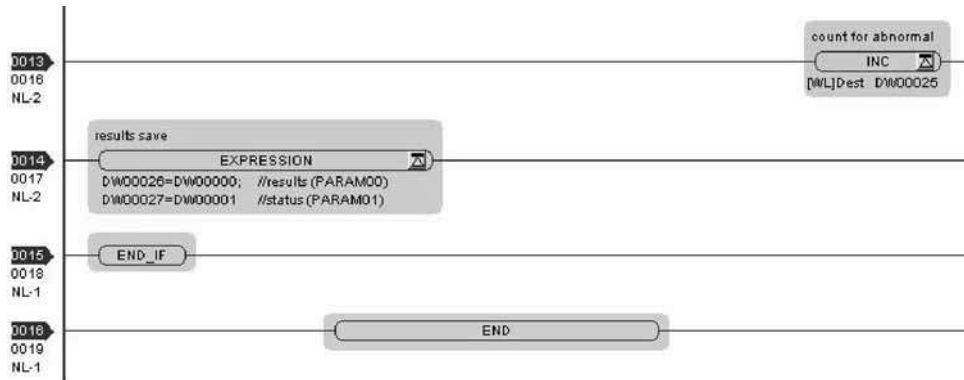 count for abnormal
0013 INC
0016 [WL]Dest DW00025
NL-2
results save
0014 EXPRESSION
0017 DW00026=DW00000; //results (PARAM00)
NL-2 DW00027=DW00001 //status (PARAM01)
0015 END_IF
0018
NL-1
0016 END
0019
NL-1